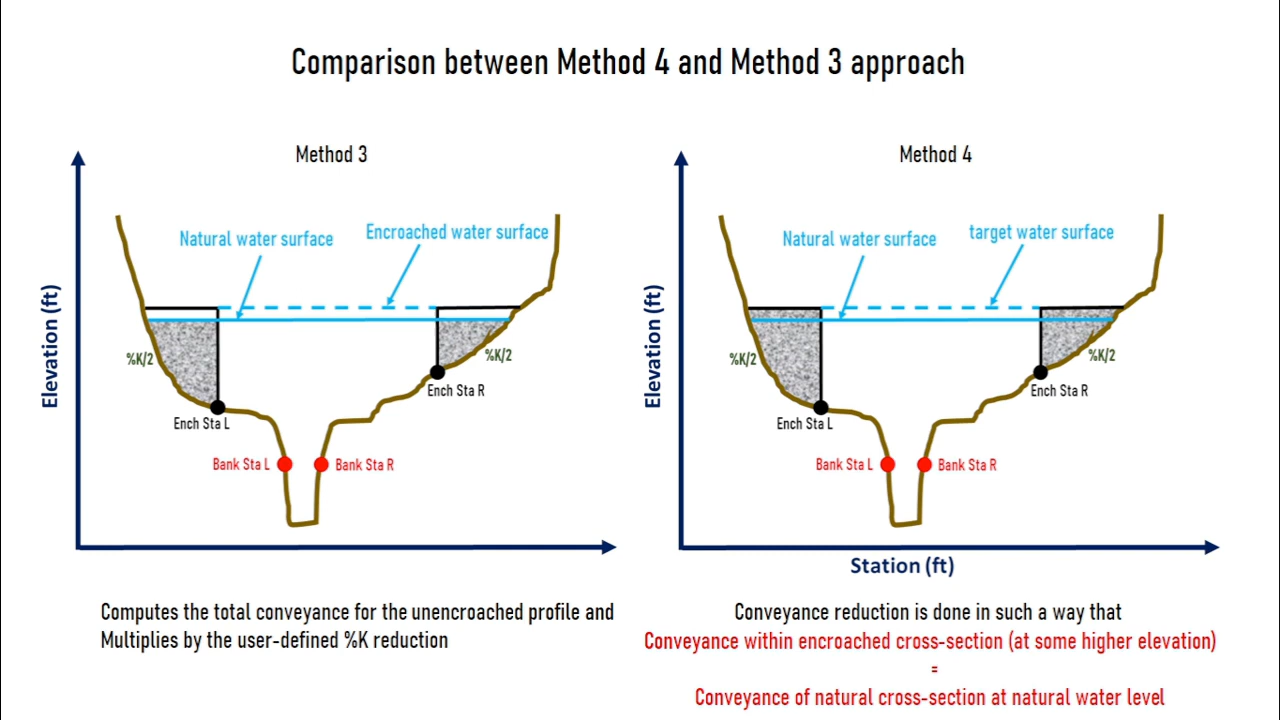 Comparison between Method 4 and Method 3 approach
Method 3
Natural water surface
Encroached water surface
Elevation (ft)
%K/2
%K/2
Ench Sta R
Ench Sta L
Bank Sta L
Bank Sta R
Computes the total conveyance for the unencroached profile and
Multiplies by the user-defined %K reduction
Method 4
Natural water surface
target water surface
Elevation (ft)
%K/2
%K/2
Ench Sta R
Ench Sta L
Bank Sta L
Bank Sta R
Station (ft)
Conveyance reduction is done in such a way that
Conveyance within encroached cross-section (at some higher elevation)
=
Conveyance of natural cross-section at natural water level